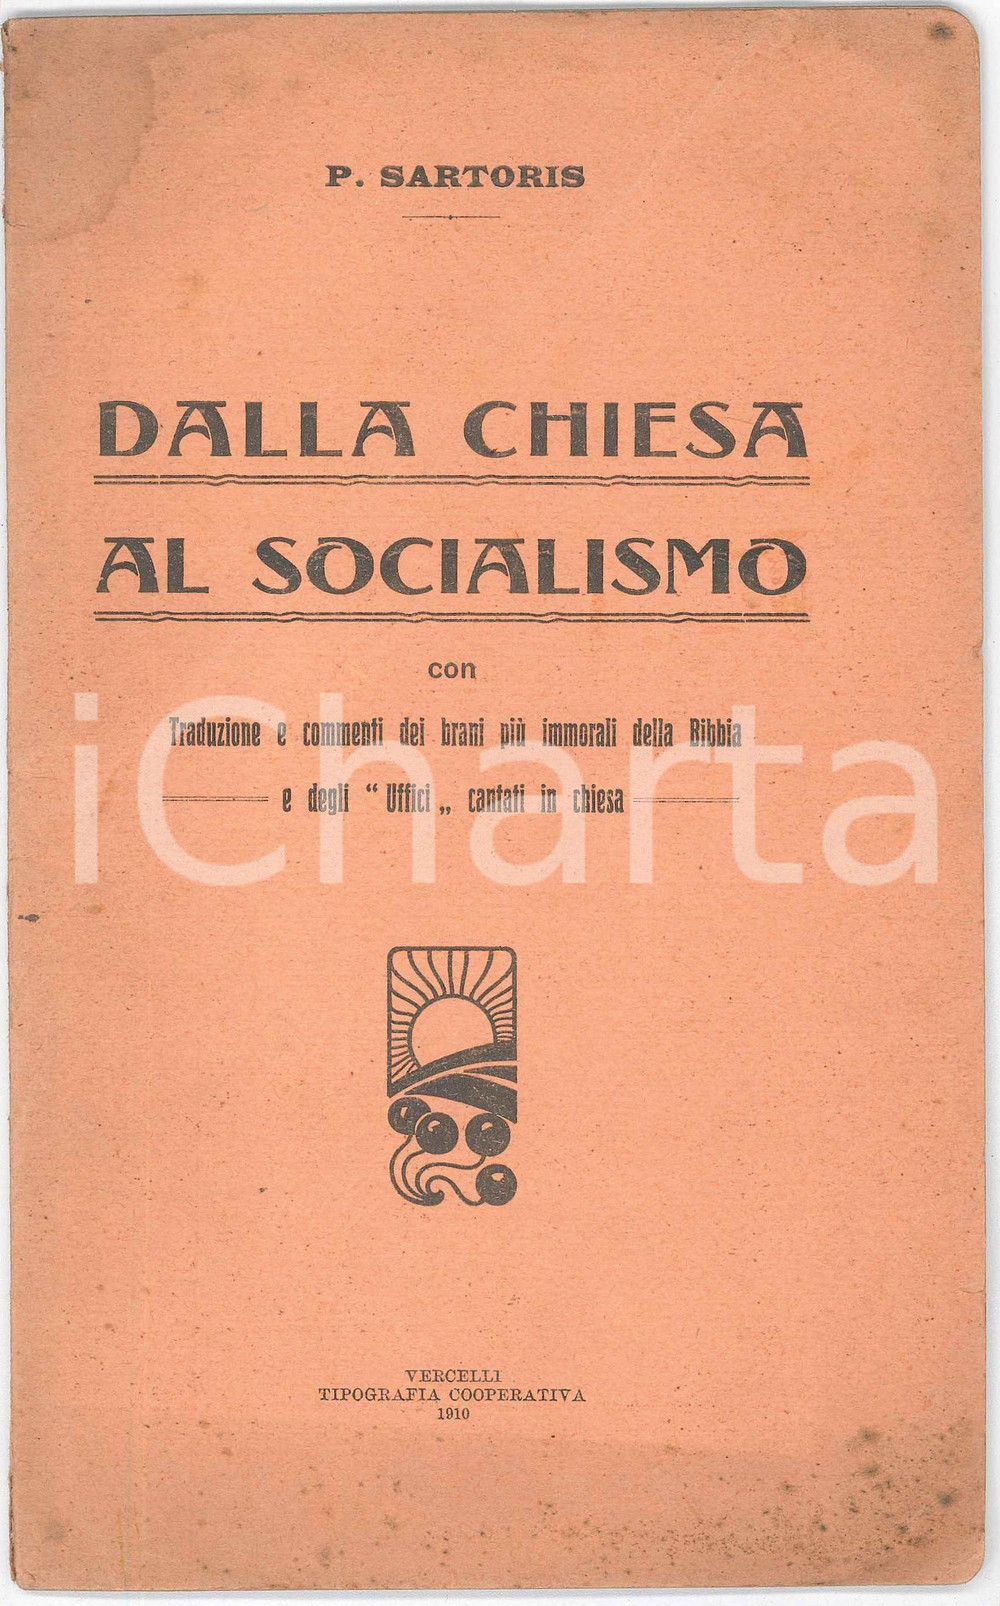 P. SARTORIS
DALLA CHIESA
AL SOCIALISMO
con
Traduzione e commenti dei brani più immorali della Bibbia
e degli “ Uffici „ cantati in chiesa
iCharta
VERCELLI
TIPOGRAFIA COOPERATIVA
1910